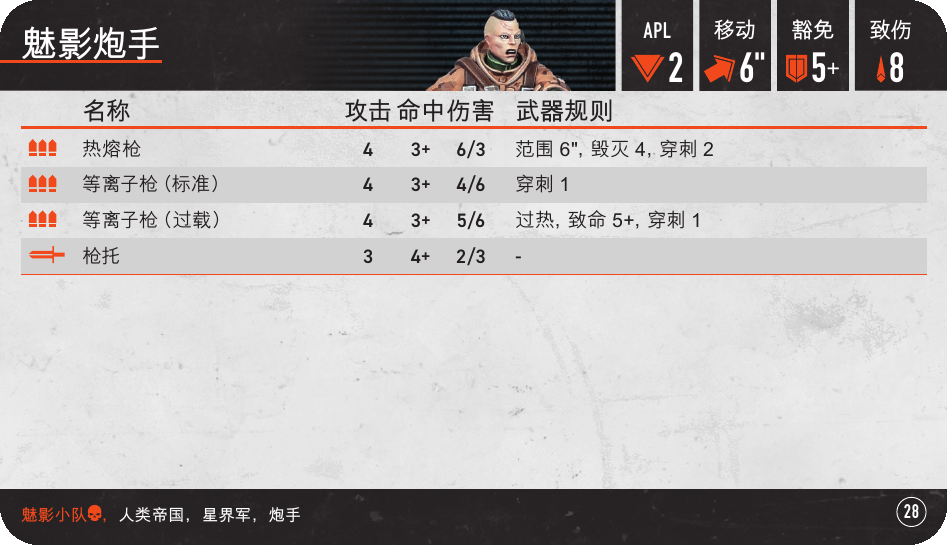 魅影炮手
APL 移动 豁免 致伤
2 6" 5+ 8
名称 攻击 命中 伤害 武器规则
热熔枪 4 3+ 6/3 范围 6", 毁灭 4, 穿刺 2
等离子枪（标准） 4 3+ 4/6 穿刺 1
等离子枪（过载） 4 3+ 5/6 过热, 致命 5+, 穿刺 1
枪托 3 4+ 2/3 -
魅影小队, 人类帝国, 星界军, 炮手 28